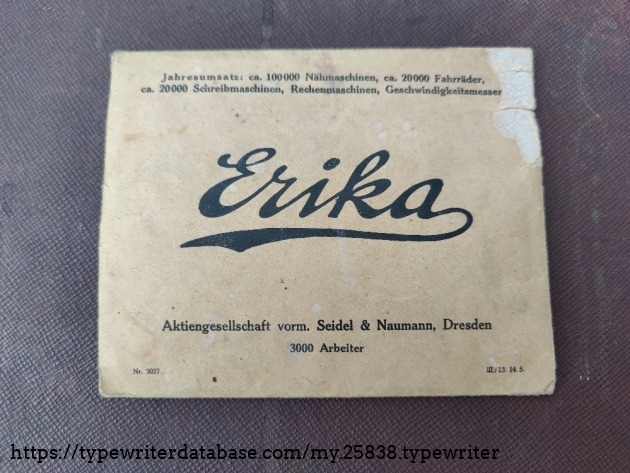 Jahresumsatz: ca. 100000 Nähmaschinen, ca. 20000 Fahrräder,
ca. 20000 Schreibmaschinen, Rechenmaschinen, Geschwindigkeitsmesser
Erika
Aktiengesellschaft vorm. Seidel & Naumann, Dresden
3000 Arbeiter
Nr. 3027 III./13. 14. 5.
https://typewriterdatabase.com/my.25838.typewriter